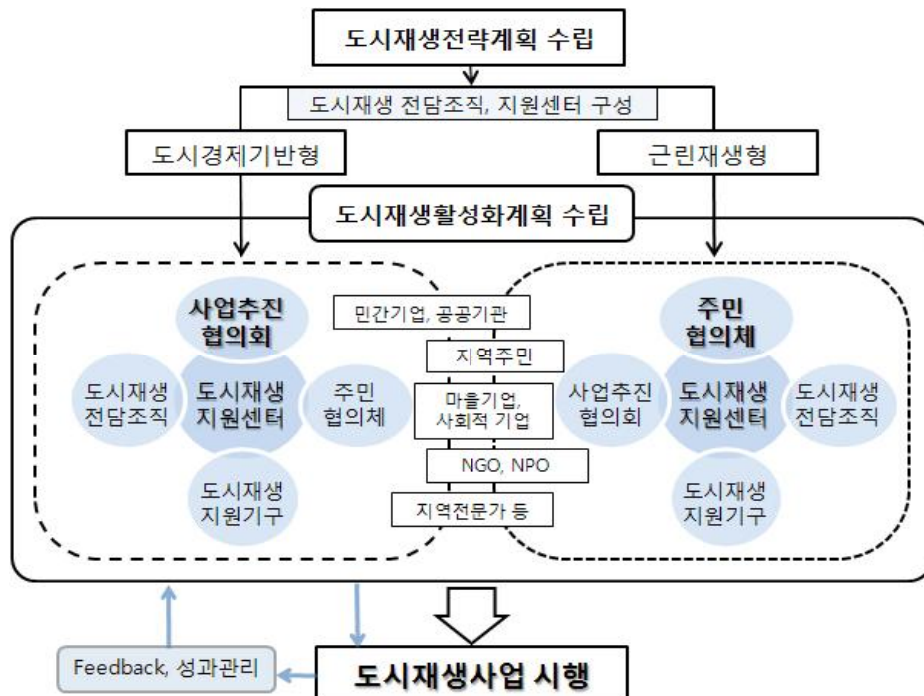 도시재생전략계획 수립
도시재생 전담조직, 지원센터 구성
도시경제기반형
근린재생형
도시재생활성화계획 수립
사업추진
협의회
도시재생
전담조직
도시재생
지원센터
주민
협의체
도시재생
지원기구
민간기업, 공공기관
지역주민
마을기업,
사회적 기업
NGO, NPO
지역전문가 등
주민
협의체
사업추진
협의회
도시재생
지원센터
도시재생
전담조직
도시재생
지원기구
Feedback, 성과관리
도시재생사업 시행